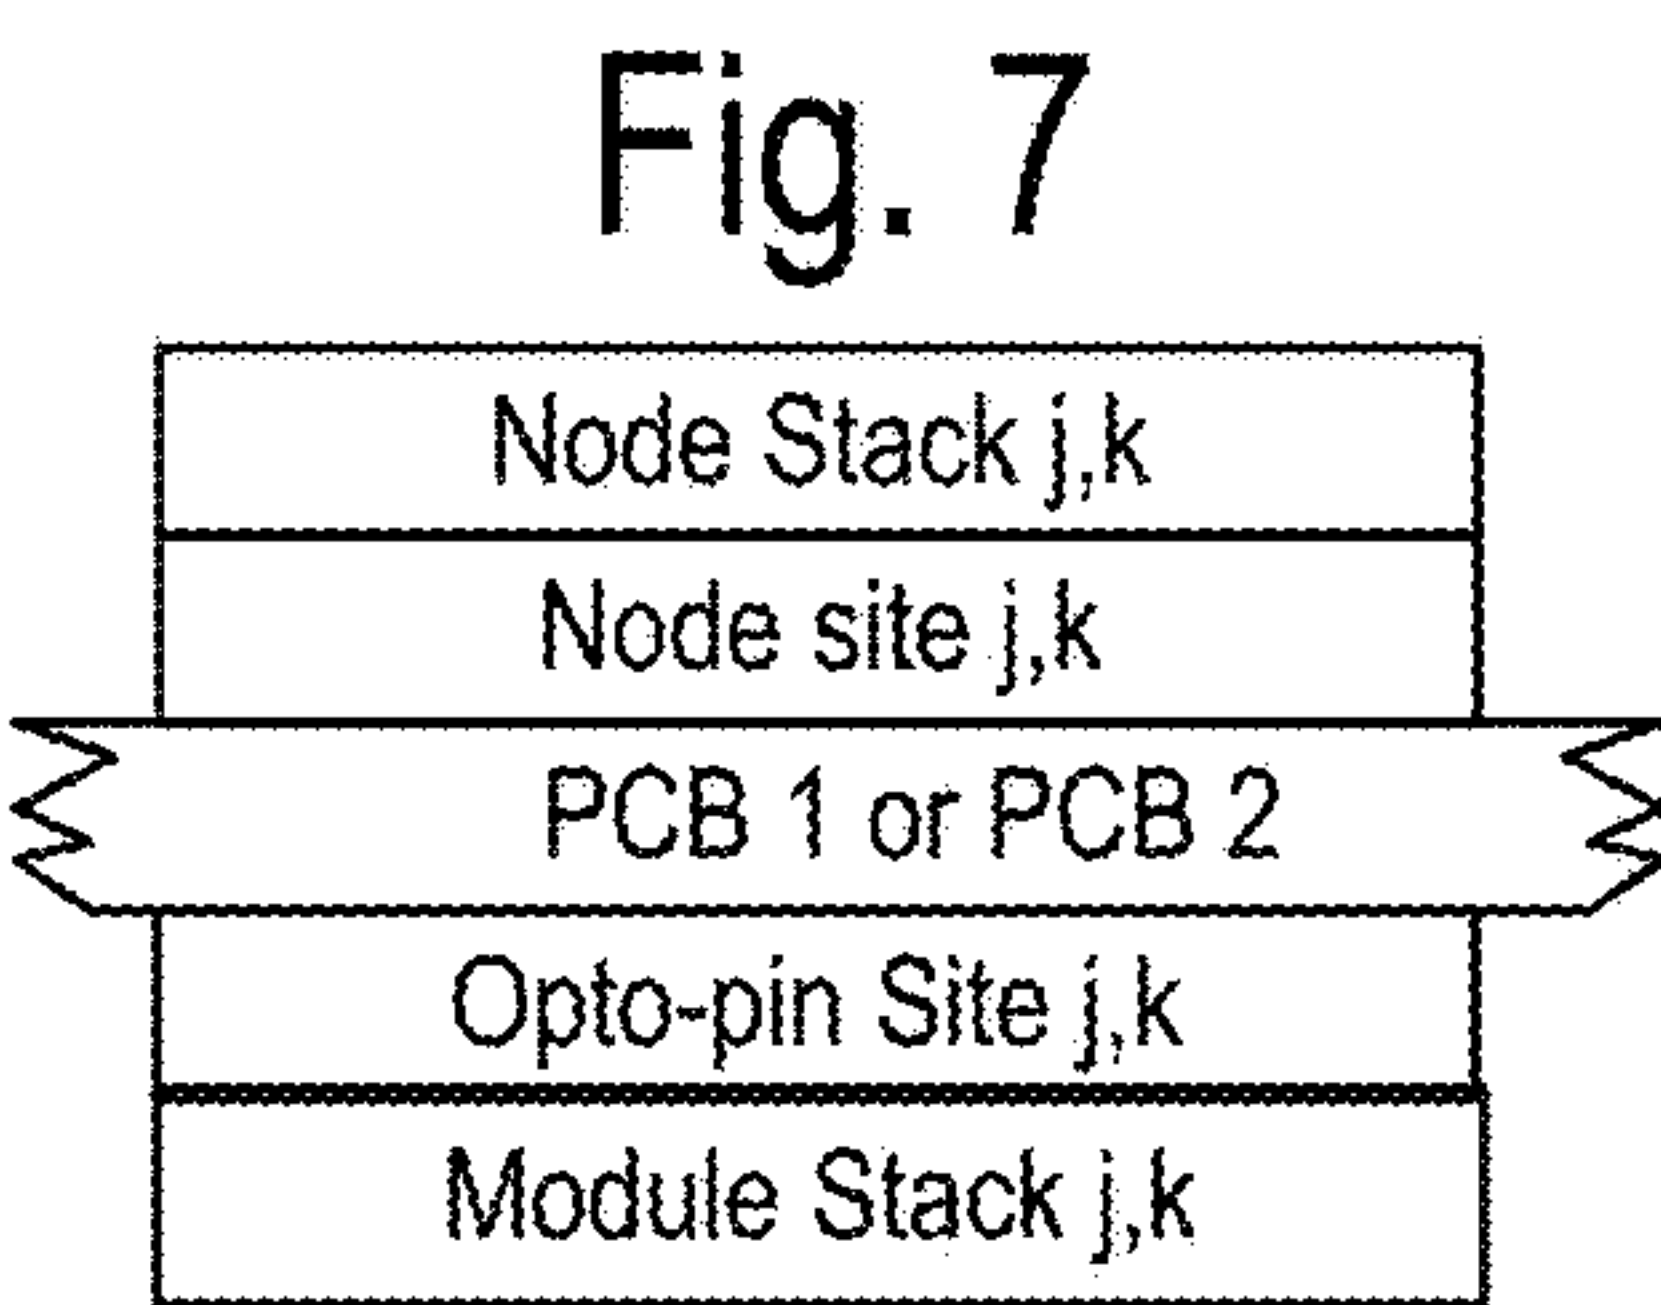 Fig. 7
Node Stack j,k
Node site j,k
PCB 1 or PCB 2
Opto-pin Site j,k
Module Stack j,k